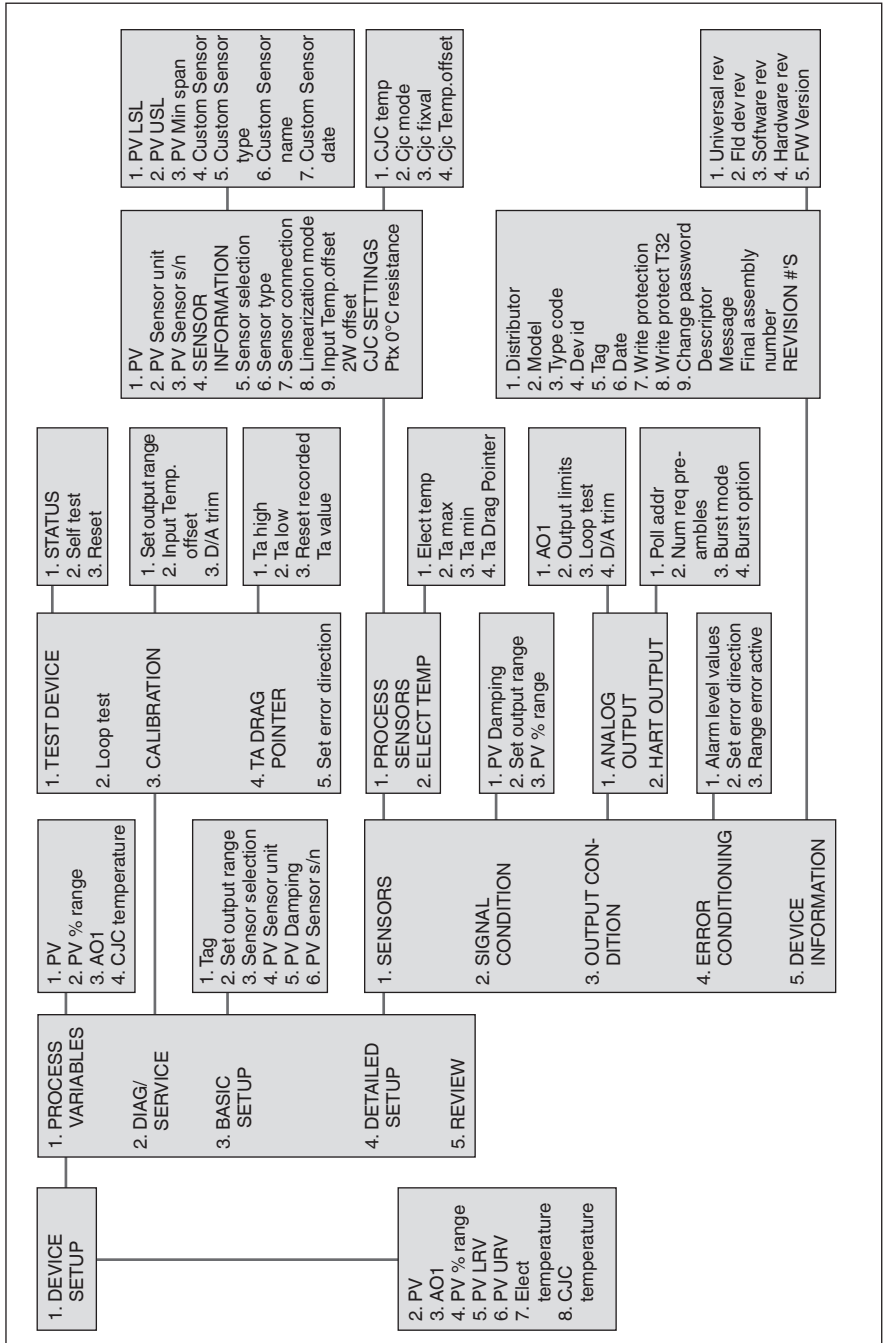 1. DEVICE
SETUP
2. PV
3. AO1
4. PV % range
5. PV LRV
6. PV URV
7. Elect
temperature
8. CJC
temperature
1. PROCESS
VARIABLES
2. DIAG/
SERVICE
3. BASIC
SETUP
4. DETAILED
SETUP
5. REVIEW
1. PV
2. PV % range
3. AO1
4. CJC temperature
1. Tag
2. Set output range
3. Sensor selection
4. PV Sensor unit
5. PV Damping
6. PV Sensor s/n
1. TEST DEVICE
2. Loop test
3. CALIBRATION
4. TA DRAG
POINTER
5. Set error direction
1. STATUS
2. Self test
3. Reset
1. Set output range
2. Input Temp.
offset
3. D/A trim
1. Ta high
2. Ta low
3. Reset recorded
Ta value
1. SENSORS
2. SIGNAL
CONDITION
3. OUTPUT CON-
DITION
4. ERROR
CONDITIONING
5. DEVICE
INFORMATION
1. PROCESS
SENSORS
2. ELECT TEMP
1. PV Damping
2. Set output range
3. PV % range
1. ANALOG
OUTPUT
2. HART OUTPUT
1. Alarm level values
2. Set error direction
3. Range error active
1. Elect temp
2. Ta max
3. Ta min
4. Ta Drag Pointer
1. AO1
2. Output limits
3. Loop test
4. D/A trim
1. Poll addr
2. Num req pre-
ambles
3. Burst mode
4. Burst option
1. PV
2. PV Sensor unit
3. PV Sensor s/n
4. SENSOR
INFORMATION
5. Sensor selection
6. Sensor type
7. Sensor connection
8. Linearization mode
9. Input Temp.offset
2W offset
CJC SETTINGS
Ptx 0°C resistance
1. PV LSL
2. PV USL
3. PV Min span
4. Custom Sensor
5. Custom Sensor
type
6. Custom Sensor
name
7. Custom Sensor
date
1. CJC temp
2. Cjc mode
3. Cjc fixval
4. Cjc Temp.offset
1. Distributor
2. Model
3. Type code
4. Dev id
5. Tag
6. Date
7. Write protection
8. Write protect T32
9. Change password
Descriptor
Message
Final assembly
number
REVISION #'S
1. Universal rev
2. Fld dev rev
3. Software rev
4. Hardware rev
5. FW Version